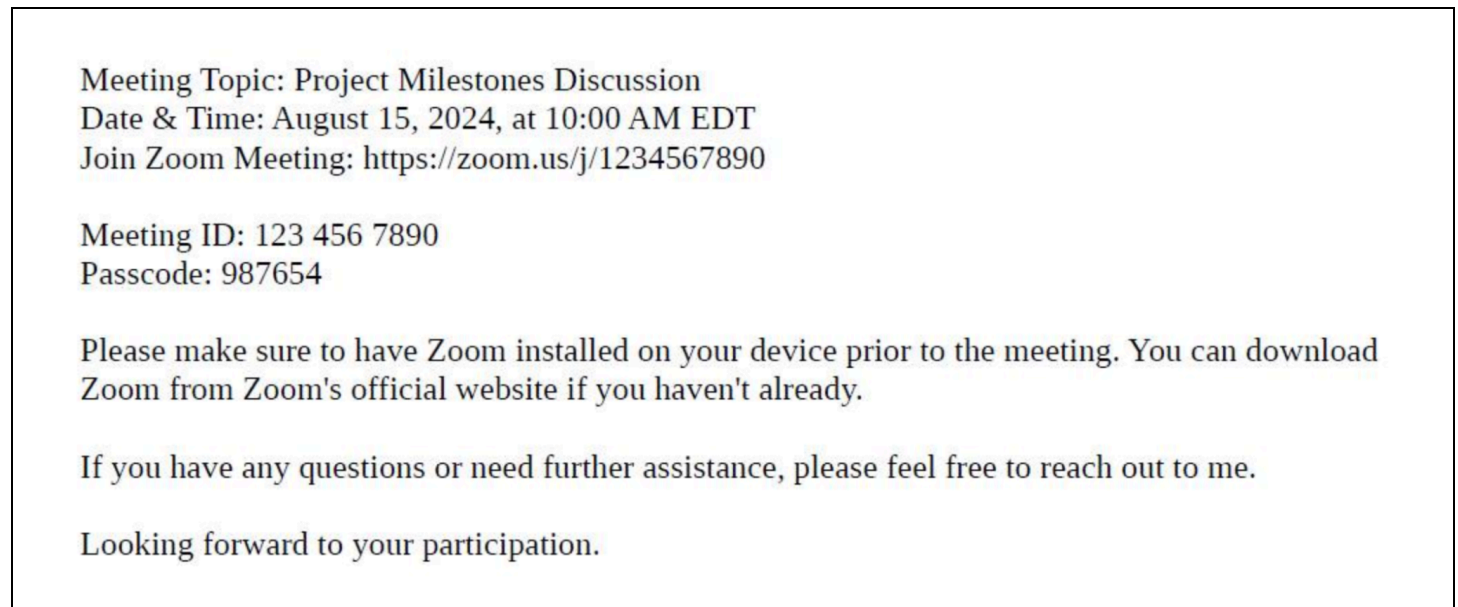 Meeting Topic: Project Milestones Discussion
Date & Time: August 15, 2024, at 10:00 AM EDT
Join Zoom Meeting: https://zoom.us/j/1234567890
Meeting ID: 123 456 7890
Passcode: 987654
Please make sure to have Zoom installed on your device prior to the meeting. You can download
Zoom from Zoom's official website if you haven't already.
If you have any questions or need further assistance, please feel free to reach out to me.
Looking forward to your participation.